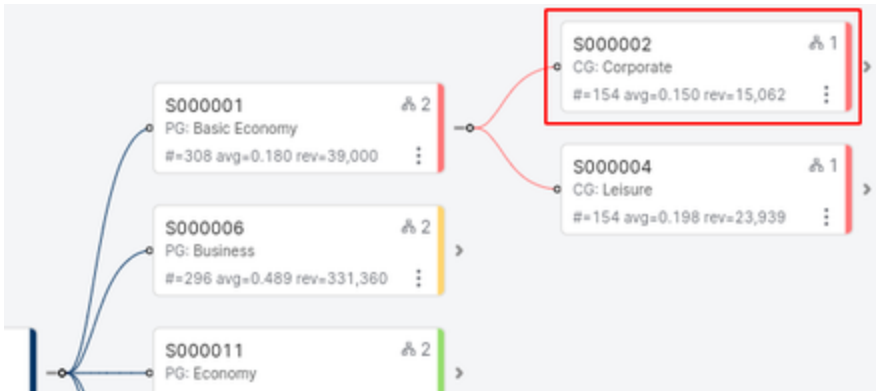 S000002 1
CG: Corporate
#=154 avg=0.150 rev=15,062
S000001 2
PG: Basic Economy
#=308 avg=0.180 rev=39,000
S000004 1
CG: Leisure
#=154 avg=0.198 rev=23,939
S000006 2
PG: Business
#=296 avg=0.489 rev=331,360
S000011 2
PG: Economy